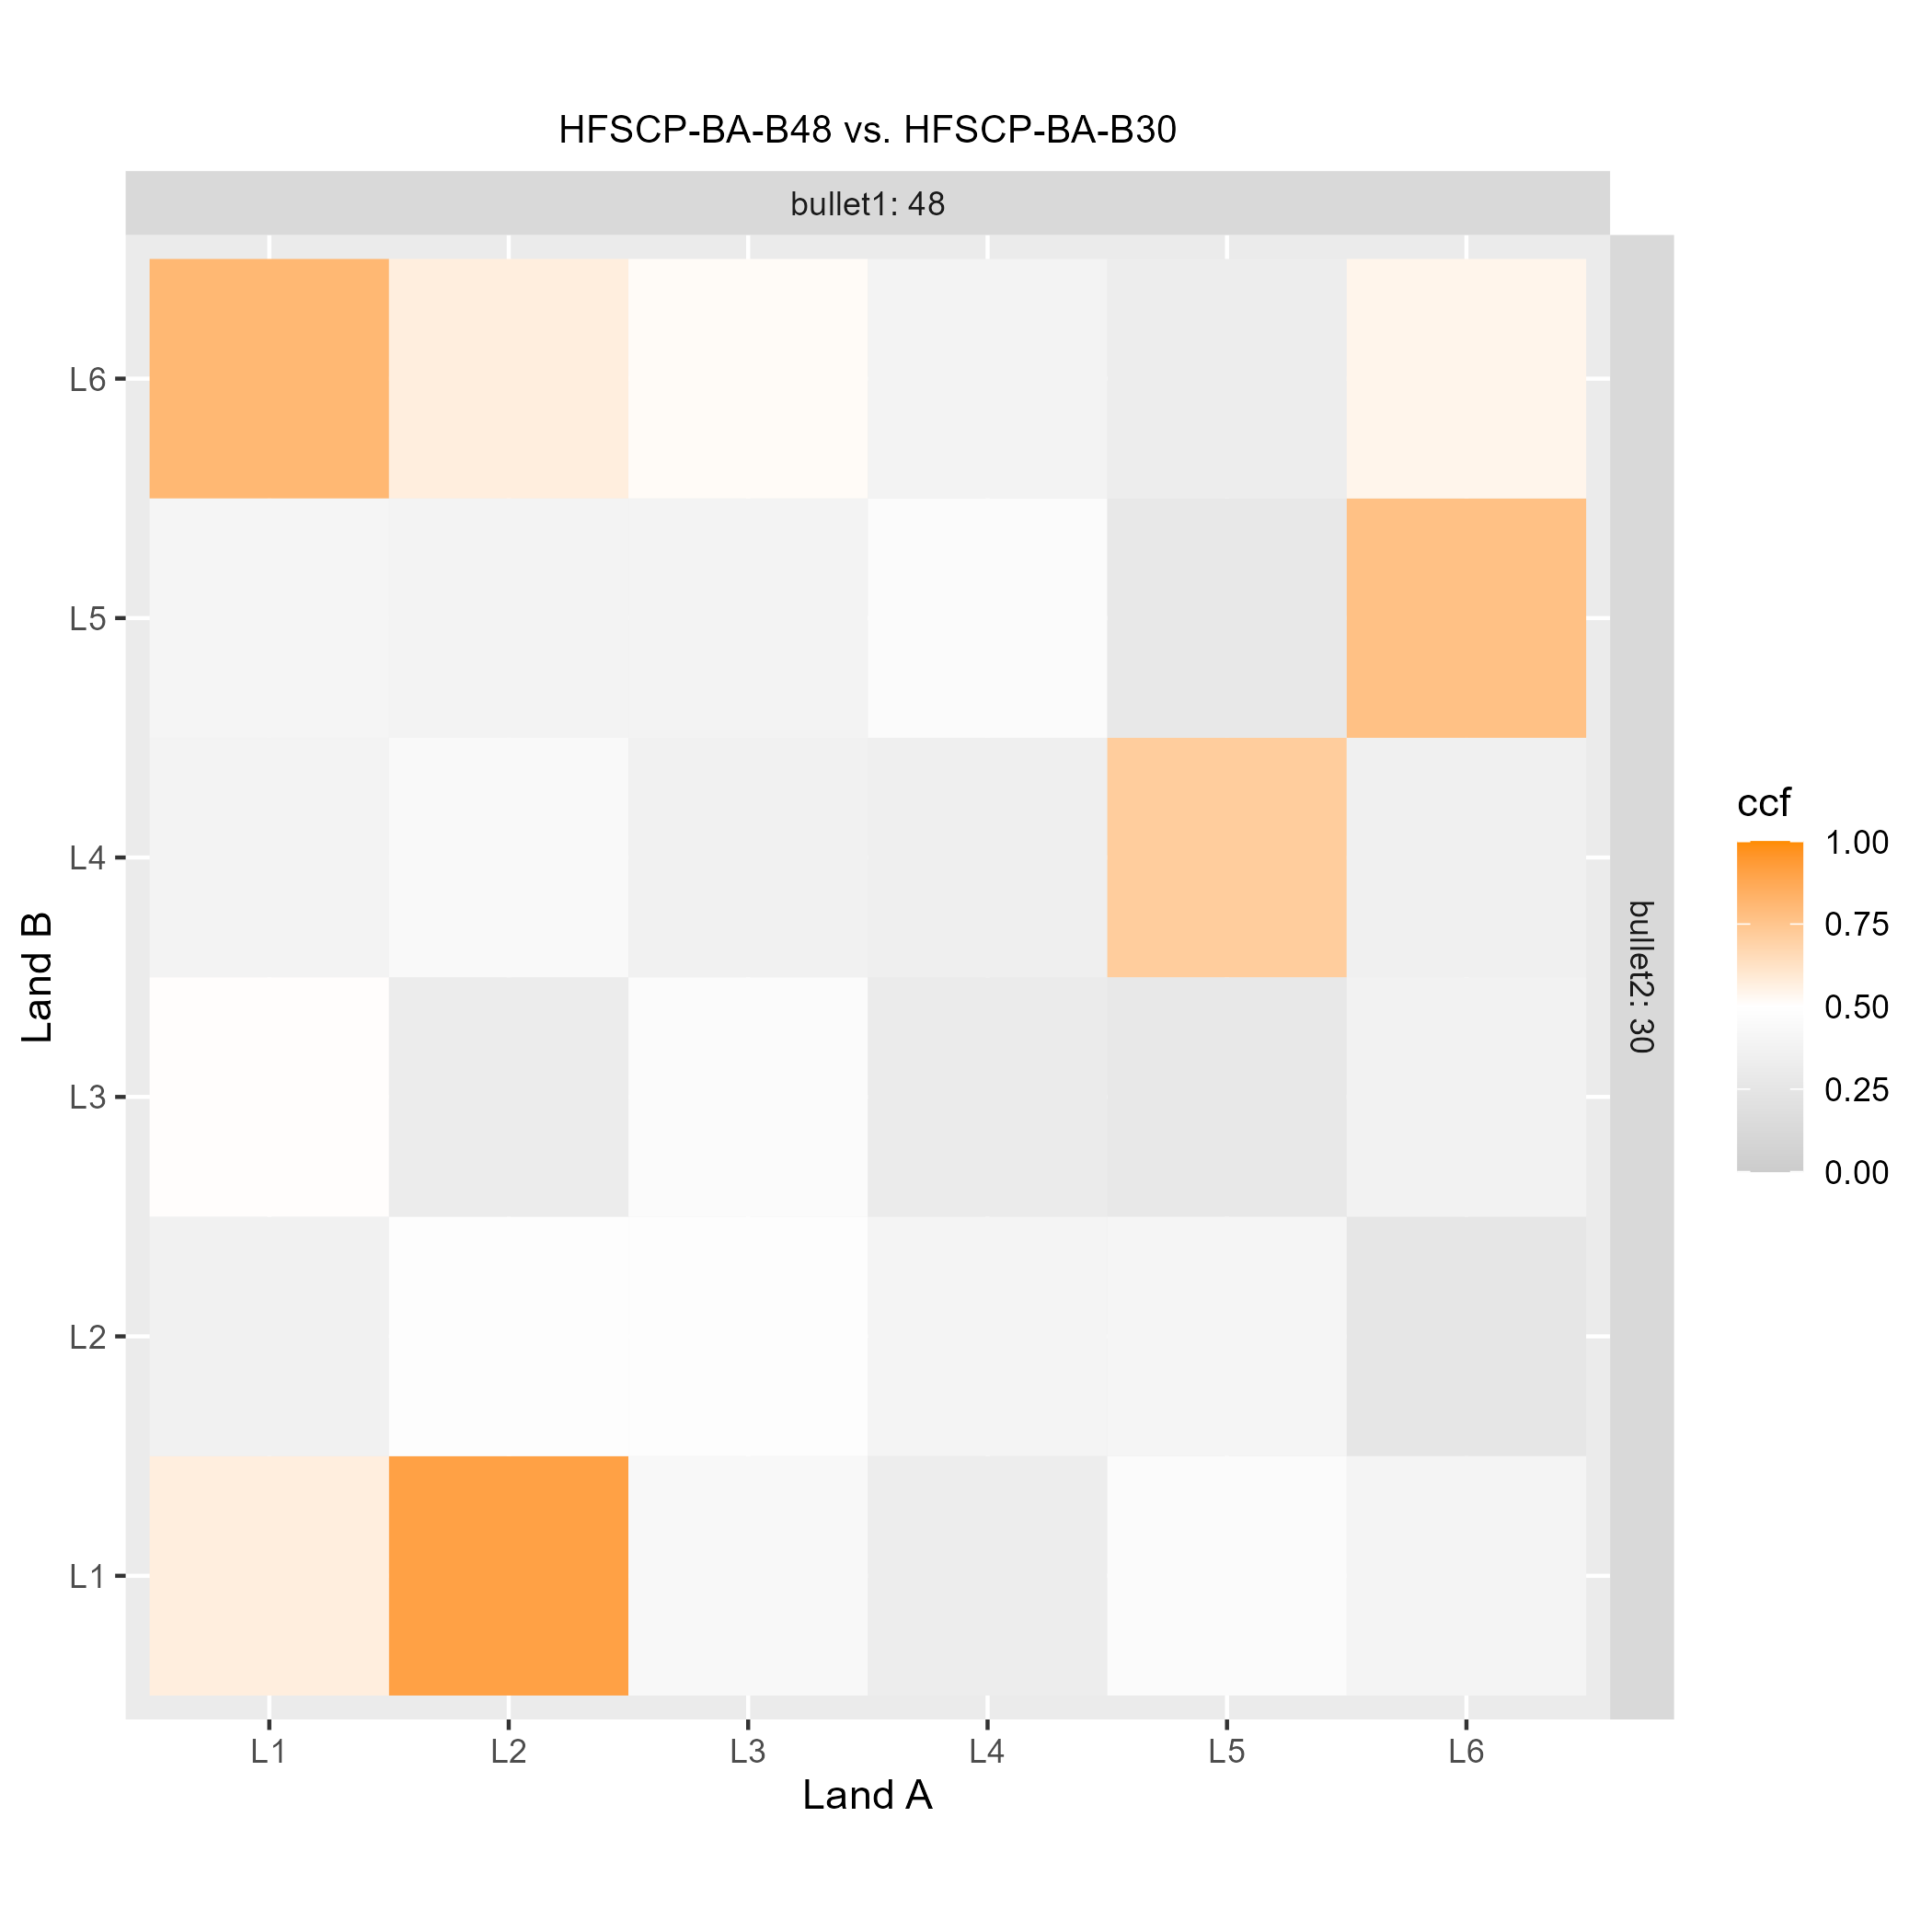 HFSCP-BA-B48 vs. HFSCP-BA-B30
bullet1: 48
L6
L5
L4
L3
L2
L1
Land B
bullet2: 30
L1 L2 L3 L4 L5 L6
Land A
ccf
1.00
0.75
0.50
0.25
0.00